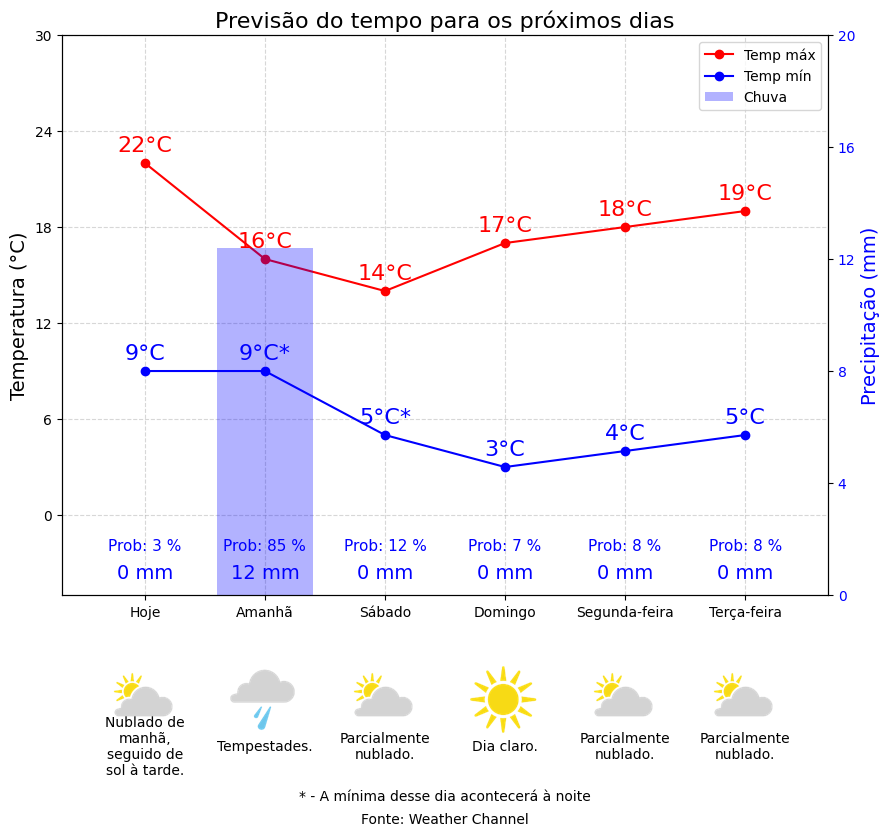 Previsão do tempo para os próximos dias
30
24
18
12
6
0
Temperatura (°C)
20
16
12
8
4
0
Precipitação (mm)
Temp máx
Temp mín
Chuva
22°C
16°C
14°C
17°C
18°C
19°C
9°C
9°C*
5°C*
3°C
4°C
5°C
Prob: 3 %
Prob: 85 %
Prob: 12 %
Prob: 7 %
Prob: 8 %
Prob: 8 %
0 mm
12 mm
0 mm
0 mm
0 mm
0 mm
Hoje
Amanhã
Sábado
Domingo
Segunda-feira
Terça-feira
Nublado de
manhã,
seguido de
sol à tarde.
Tempestades.
Parcialmente
nublado.
Dia claro.
Parcialmente
nublado.
Parcialmente
nublado.
* - A mínima desse dia acontecerá à noite
Fonte: Weather Channel